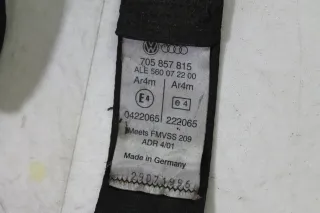 705 857 815
ALE 560 07 22 00
Ar4m Ar4m
E4 e4
0422065 222065
Meets FMVSS 209
ADR 4/01
Made in Germany